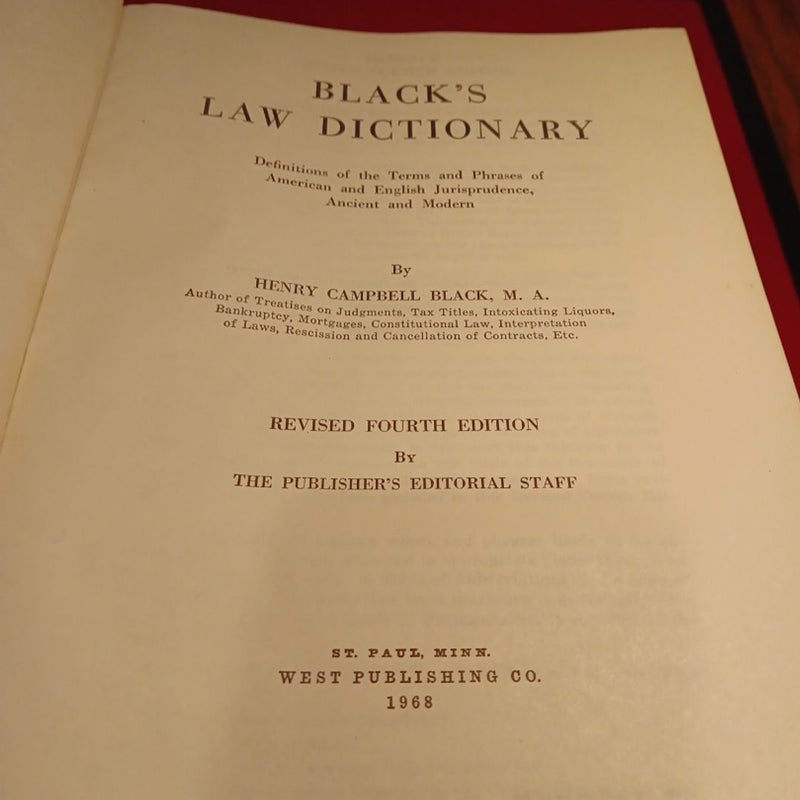 BLACK'S
LAW DICTIONARY
Definitions of the Terms and Phrases of
American and English Jurisprudence,
Ancient and Modern
By
HENRY CAMPBELL BLACK, M. A.
Author of Treatises on Judgments, Tax Titles, Intoxicating Liquors,
Bankruptcy, Mortgages, Constitutional Law, Interpretation
of Laws, Rescission and Cancellation of Contracts, Etc.
REVISED FOURTH EDITION
By
THE PUBLISHER'S EDITORIAL STAFF
ST. PAUL, MINN.
WEST PUBLISHING CO.
1968